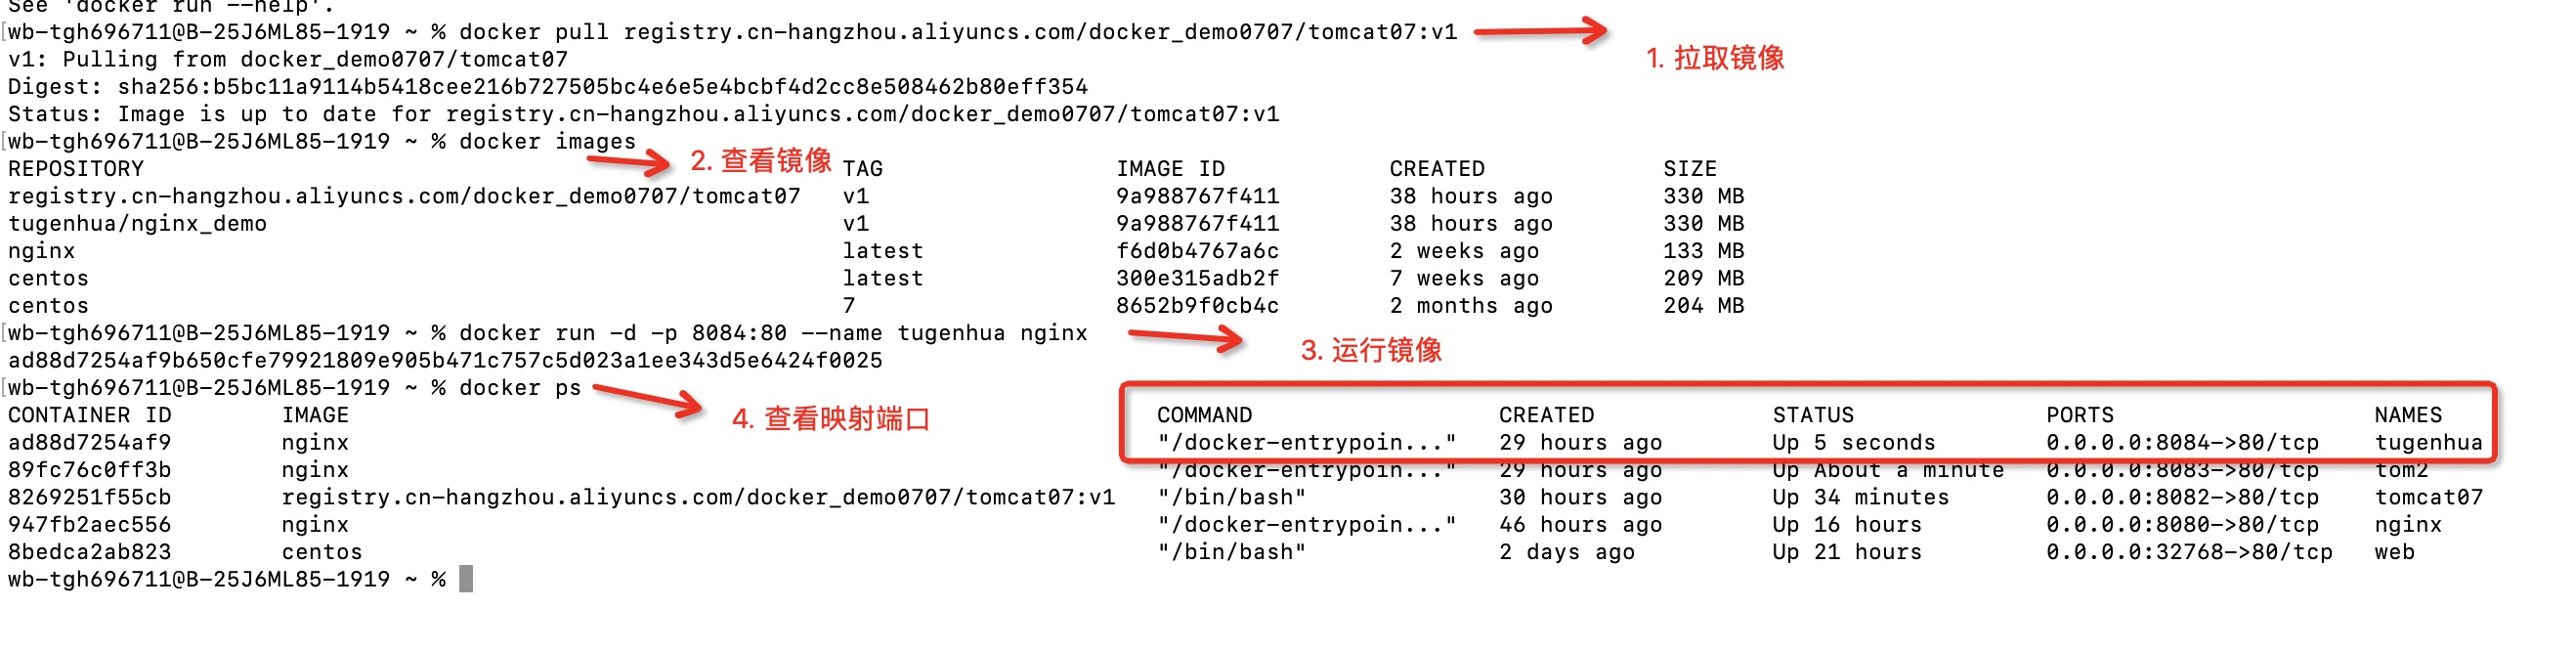 See 'docker run --help'.
[wb-tgh696711@B-25J6ML85-1919 ~ % docker pull registry.cn-hangzhou.aliyuncs.com/docker_demo0707/tomcat07:v1
1. 拉取镜像
v1: Pulling from docker_demo0707/tomcat07
Digest: sha256:b5bc11a9114b5418cee216b727505bc4e6e5e4bcbf4d2cc8e508462b80eff354
Status: Image is up to date for registry.cn-hangzhou.aliyuncs.com/docker_demo0707/tomcat07:v1
[wb-tgh696711@B-25J6ML85-1919 ~ % docker images
2. 查看镜像
REPOSITORY TAG IMAGE ID CREATED SIZE
registry.cn-hangzhou.aliyuncs.com/docker_demo0707/tomcat07 v1 9a988767f411 38 hours ago 330 MB
tugenhua/nginx_demo v1 9a988767f411 38 hours ago 330 MB
nginx latest f6d0b4767a6c 2 weeks ago 133 MB
centos latest 300e315adb2f 7 weeks ago 209 MB
centos 7 8652b9f0cb4c 2 months ago 204 MB
[wb-tgh696711@B-25J6ML85-1919 ~ % docker run -d -p 8084:80 --name tugenhua nginx
3. 运行镜像
ad88d7254af9b650cfe79921809e905b471c757c5d023a1ee343d5e6424f0025
[wb-tgh696711@B-25J6ML85-1919 ~ % docker ps
4. 查看映射端口
CONTAINER ID IMAGE COMMAND CREATED STATUS PORTS NAMES
ad88d7254af9 nginx "/docker-entrypoin..." 29 hours ago Up 5 seconds 0.0.0.0:8084->80/tcp tugenhua
89fc76c0ff3b nginx "/docker-entrypoin..." 29 hours ago Up About a minute 0.0.0.0:8083->80/tcp tom2
8269251f55cb registry.cn-hangzhou.aliyuncs.com/docker_demo0707/tomcat07:v1 "/bin/bash" 30 hours ago Up 34 minutes 0.0.0.0:8082->80/tcp tomcat07
947fb2aec556 nginx "/docker-entrypoin..." 46 hours ago Up 16 hours 0.0.0.0:8080->80/tcp nginx
8bedca2ab823 centos "/bin/bash" 2 days ago Up 21 hours 0.0.0.0:32768->80/tcp web
wb-tgh696711@B-25J6ML85-1919 ~ %